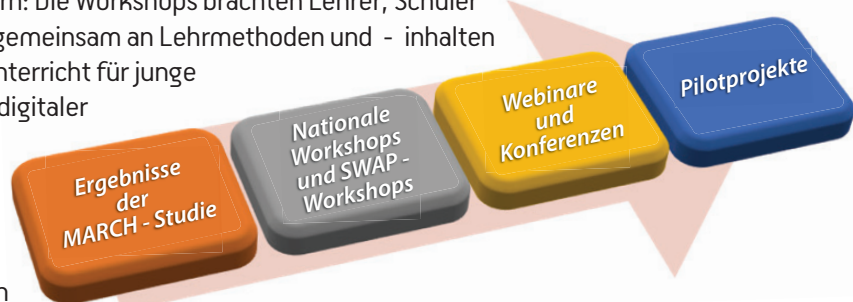 rn: Die Workshops brachten Lehrer, Schüler
gemeinsam an Lehrmethoden und - inhalten
nterricht für junge
digitaler
Ergebnisse
der
MARCH - Studie
Nationale
Workshops
und SWAP -
Workshops
Webinare
und
Konferenzen
Pilotprojekte
n